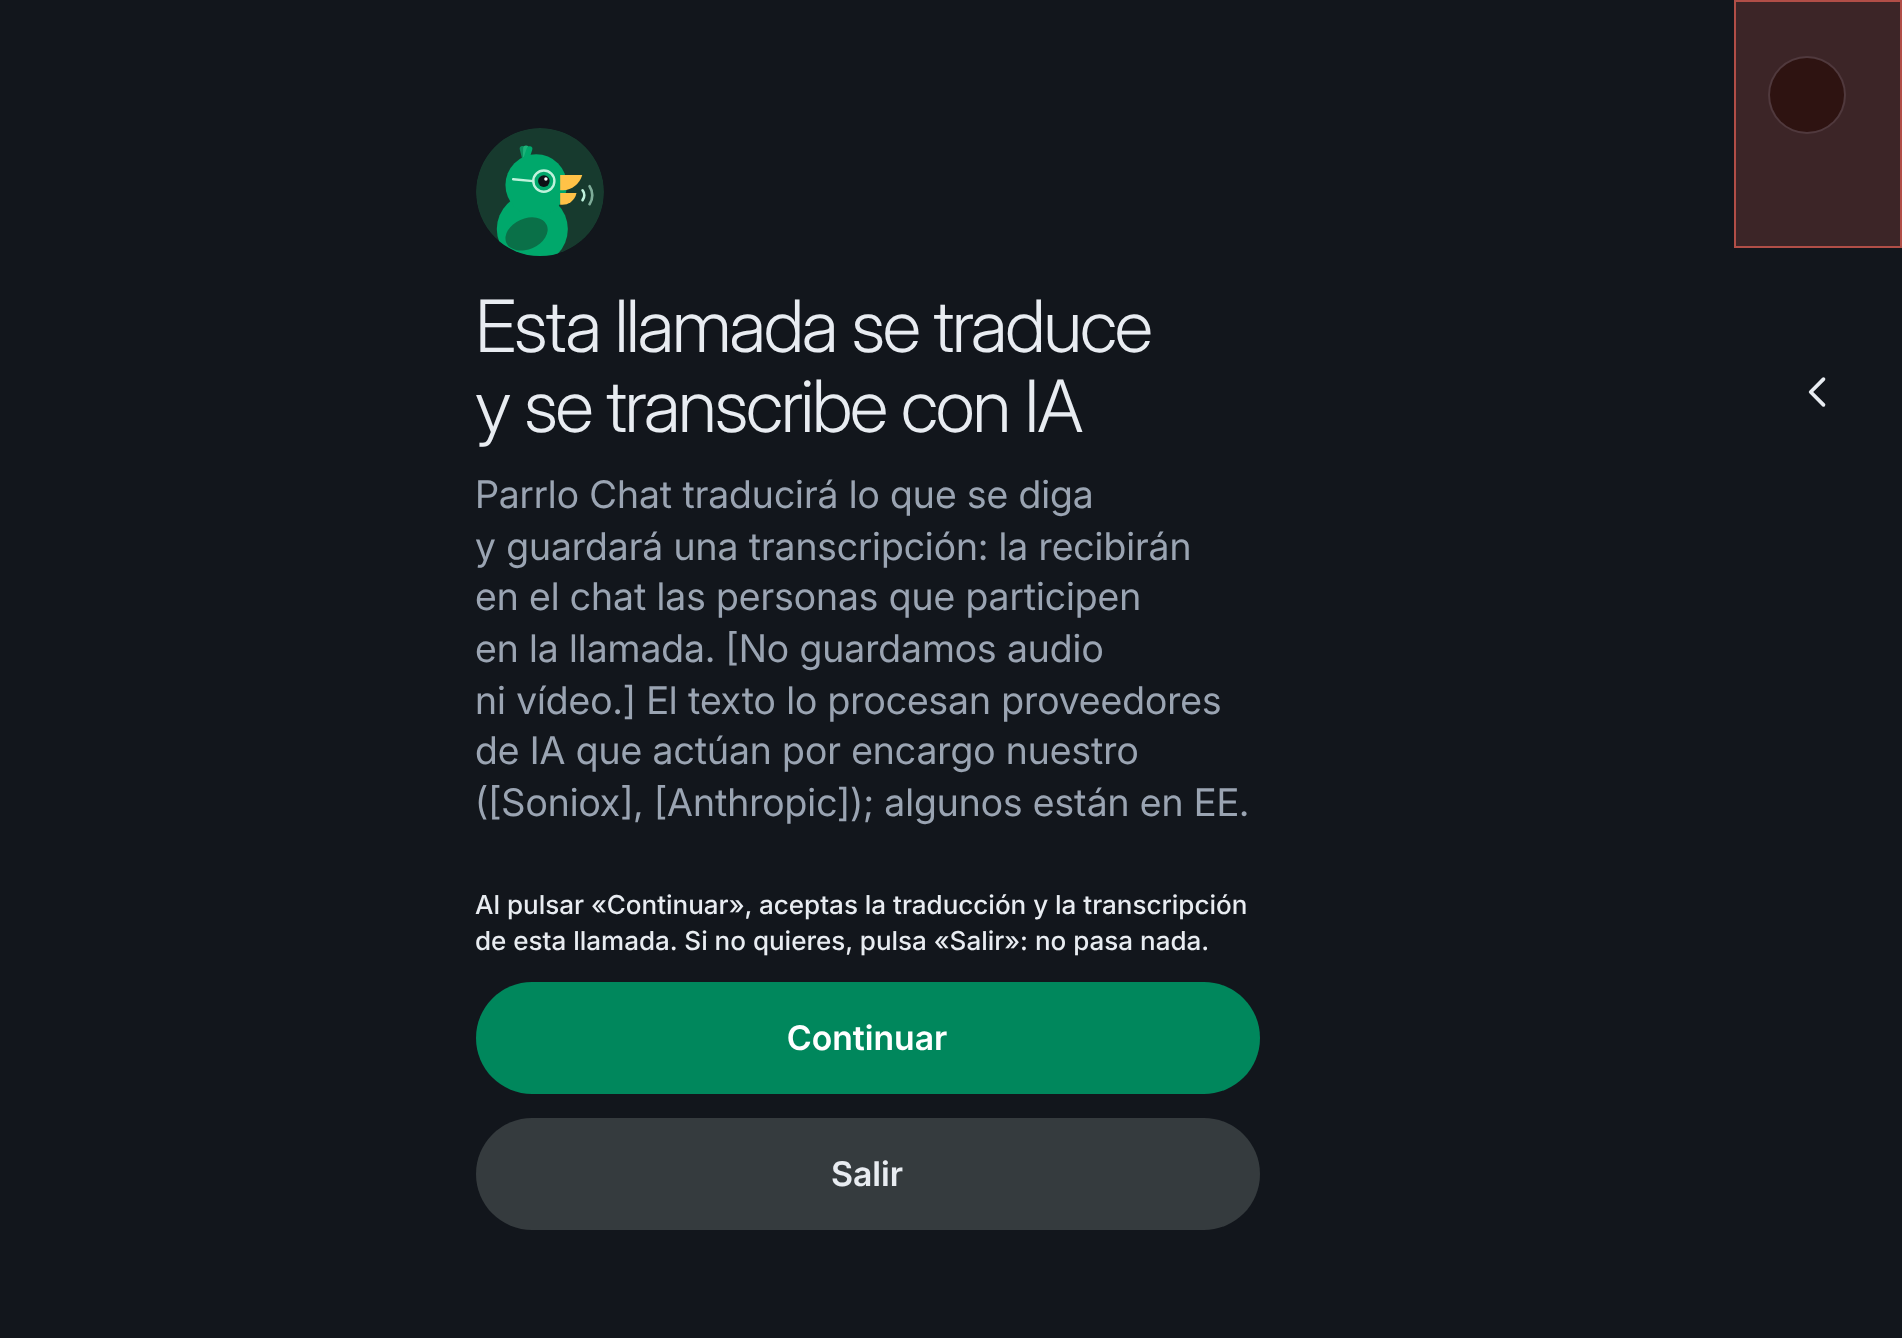 Esta llamada se traduce
y se transcribe con IA
Parrlo Chat traducirá lo que se diga
y guardará una transcripción: la recibirán
en el chat las personas que participen
en la llamada. [No guardamos audio
ni vídeo.] El texto lo procesan proveedores
de IA que actúan por encargo nuestro
([Soniox], [Anthropic]); algunos están en EE.
Al pulsar «Continuar», aceptas la traducción y la transcripción
de esta llamada. Si no quieres, pulsa «Salir»: no pasa nada.
Continuar
Salir